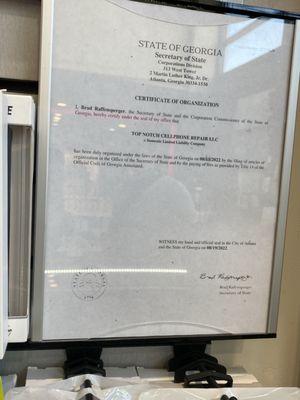 STATE OF GEORGIA
Secretary of State
Corporations Division
313 West Tower
2 Martin Luther King, Jr. Dr.
Atlanta, Georgia 30334-1530
CERTIFICATE OF ORGANIZATION
I, Brad Raffensperger, the Secretary of State and the Corporation Commissioner of the State of
Georgia, hereby certify under the seal of my office that
TOP NOTCH CELLPHONE REPAIR LLC
a Domestic Limited Liability Company
has been duly organized under the laws of the State of Georgia on by the filing of articles of
organization in the Office of the Secretary of State and by the paying of fees as provided by Title 14 of the
Official Code of Georgia Annotated.
WITNESS my hand and official seal in the City of Atlanta
and the State of Georgia on 08/19/2022.
Brad Raffensperger
Brad Raffensperger
Secretary of State
1776